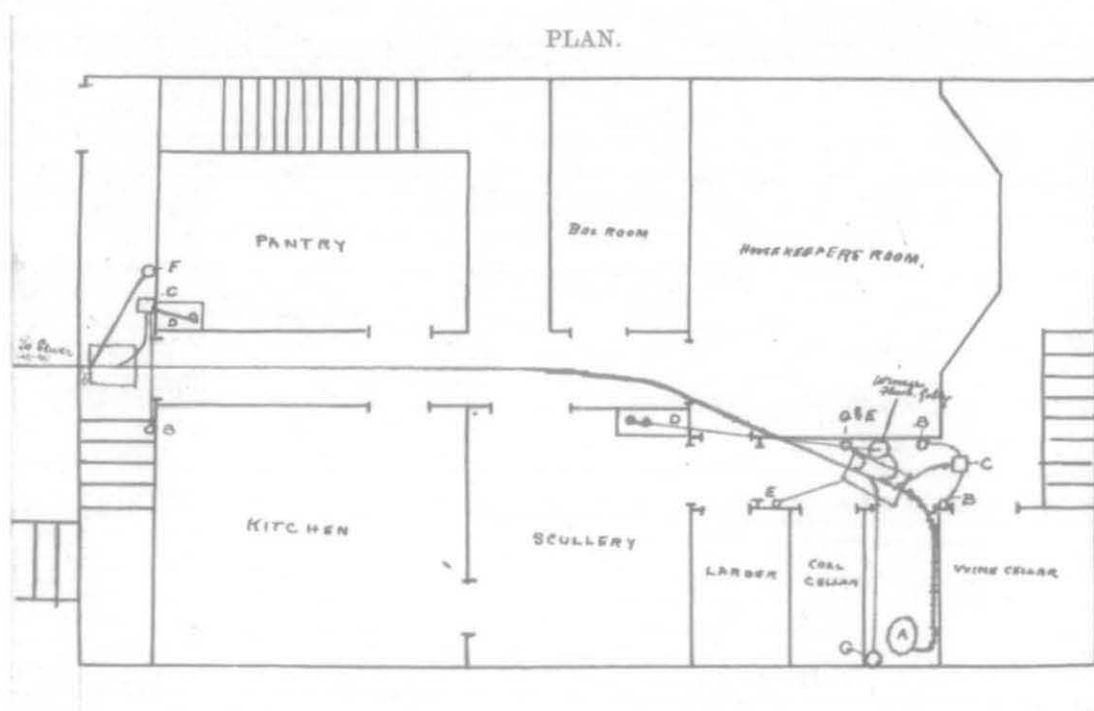 PLAN.
PANTRY
BOX ROOM
HOUSEKEEPERS ROOM.
F
C
D
To Sewer
B
D
G & E
B
C
E
B
KITCHEN
SCULLERY
LARDER
COAL
CELLAR
WINE CELLAR
G
A